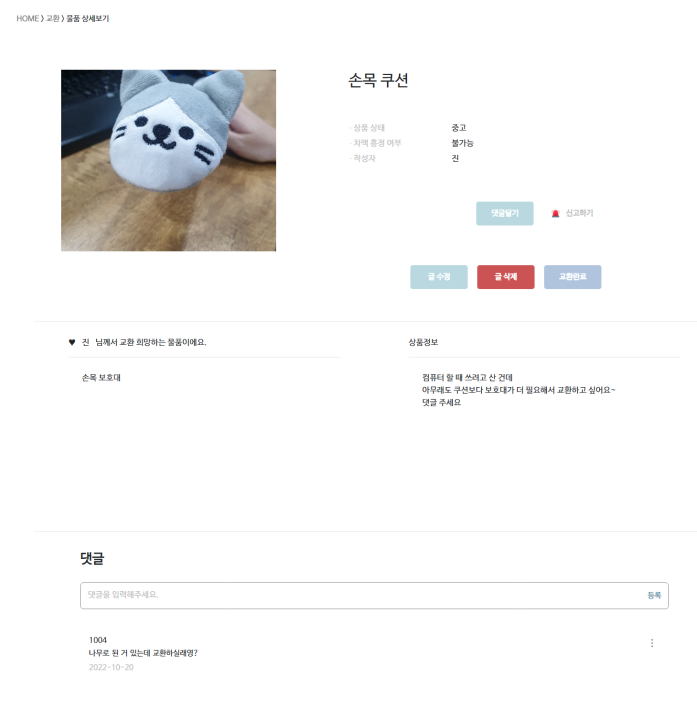 HOME > 교환 > 물품 상세보기
손목 쿠션
· 상품 상태 중고
· 차액 흥정 여부 불가능
· 작성자 진
댓글달기 신고하기
글 수정 글 삭제 교환완료
♥ 진 님께서 교환 희망하는 물품이에요.
손목 보호대
상품정보
컴퓨터 할 때 쓰려고 산 건데
아무래도 쿠션보다 보호대가 더 필요해서 교환하고 싶어요~
댓글 주세요
댓글
댓글을 입력해주세요. 등록
1004
나무로 된 거 있는데 교환하실래영?
2022-10-20